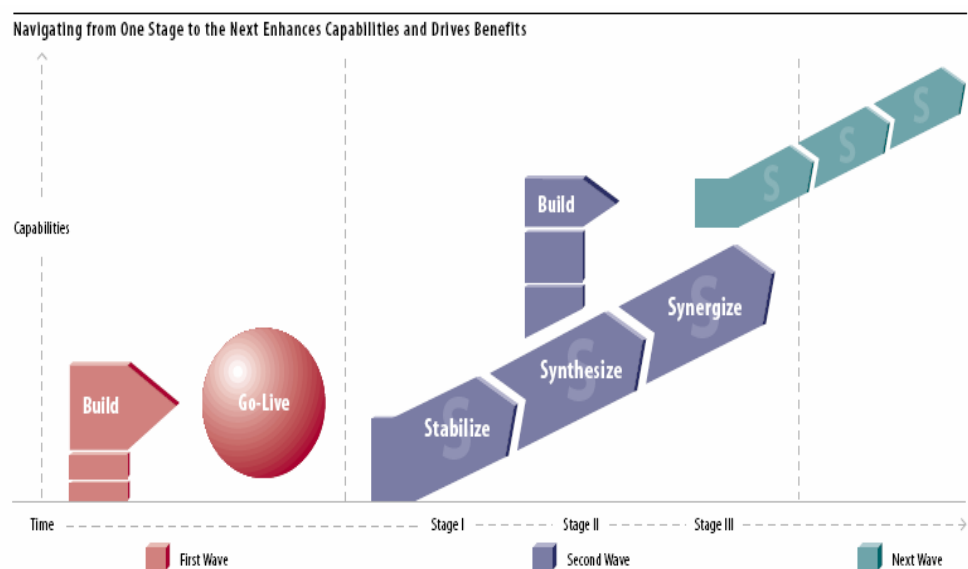 Navigating from One Stage to the Next Enhances Capabilities and Drives Benefits
S
S
S
Build
Capabilities
S
Synergize
S
Synthesize
Build
Go-Live
S
Stabilize
Time
Stage I
Stage II
Stage III
First Wave
Second Wave
Next Wave